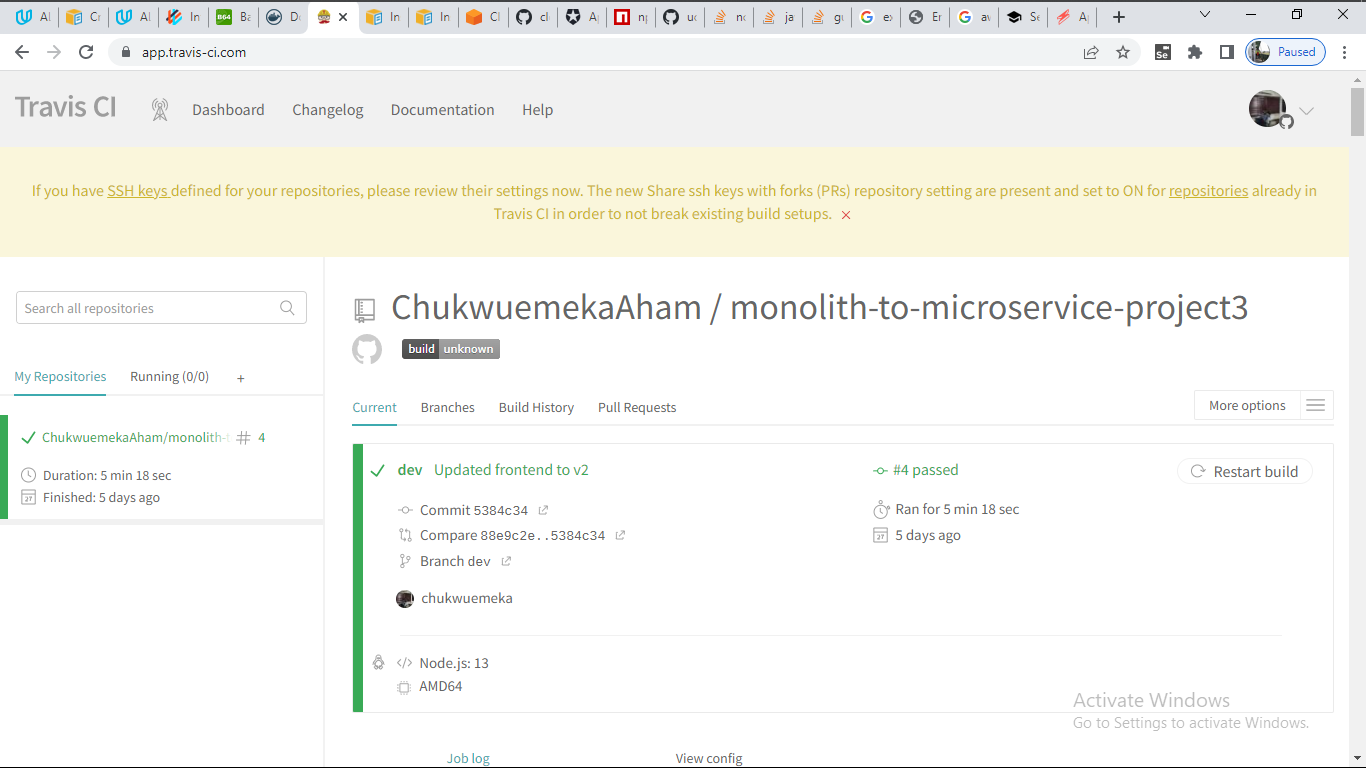 Al
Cr
Al
In
B64 Ba
Do
In
In
Cl
cl
A
n
uc
no
ja
g
ex
Er
av
Se
A
app.travis-ci.com
Se
Paused
Travis CI
Dashboard
Changelog
Documentation
Help
If you have SSH keys defined for your repositories, please review their settings now. The new Share ssh keys with forks (PRs) repository setting are present and set to ON for repositories already in
Travis CI in order to not break existing build setups.
Search all repositories
My Repositories
Running (0/0)
+
ChukwuemekaAham/monolith-t
# 4
Duration: 5 min 18 sec
27 Finished: 5 days ago
ChukwuemekaAham / monolith-to-microservice-project3
build unknown
Current
Branches
Build History
Pull Requests
More options
dev Updated frontend to v2
Commit 5384c34
Compare 88e9c2e..5384c34
Branch dev
chukwuemeka
#4 passed
Ran for 5 min 18 sec
27 5 days ago
Restart build
</> Node.js: 13
AMD64
Activate Windows
Go to Settings to activate Windows.
Job log
View config